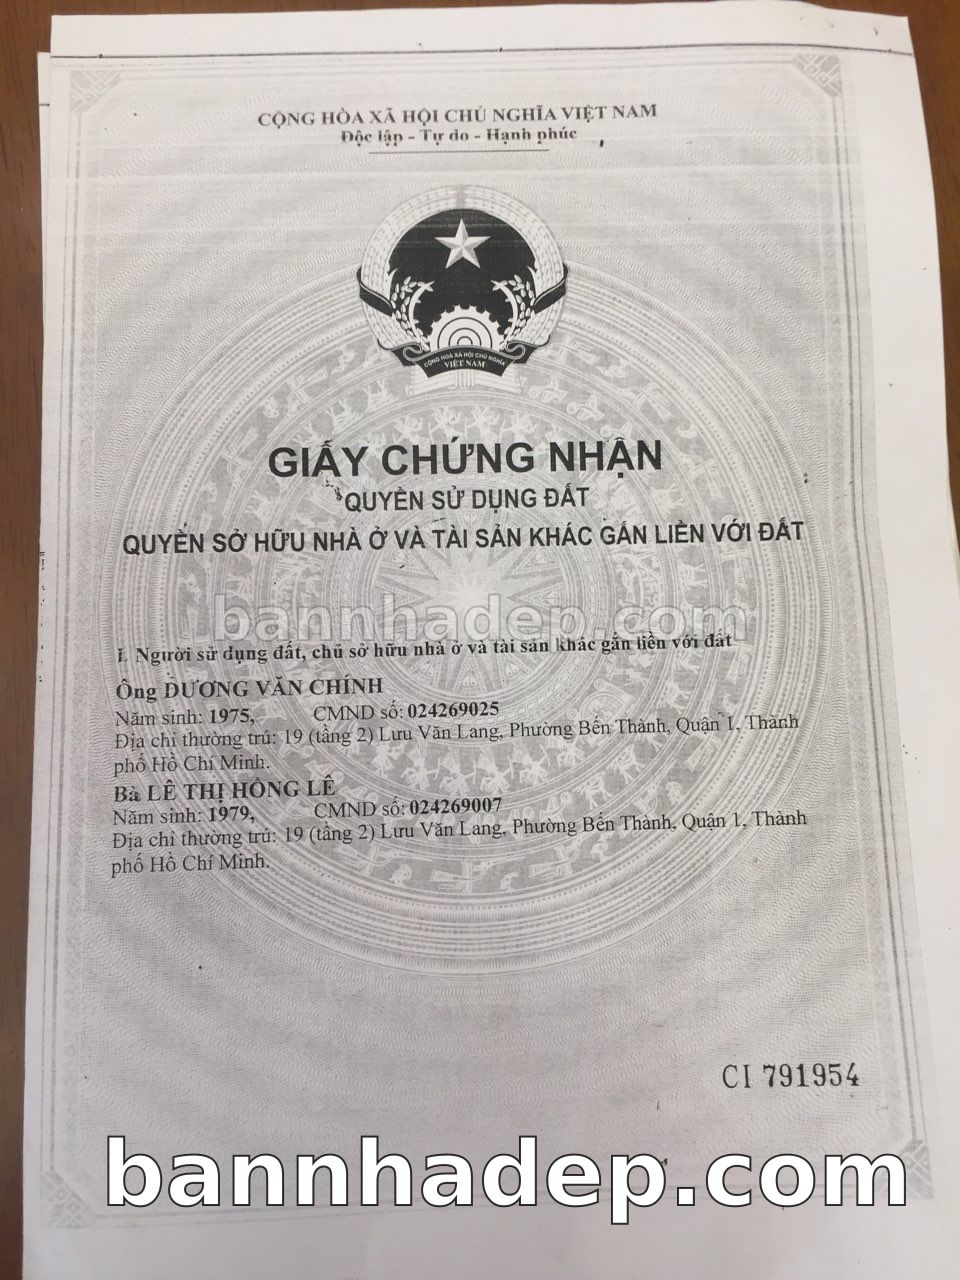 CỘNG HÒA XÃ HỘI CHỦ NGHĨA VIỆT NAM
Độc lập - Tự do - Hạnh phúc
CỘNG HOÀ XÃ HỘI CHỦ NGHĨA
VIỆT NAM
GIẤY CHỨNG NHẬN
QUYỀN SỬ DỤNG ĐẤT
QUYỀN SỞ HỮU NHÀ Ở VÀ TÀI SẢN KHÁC GẮN LIỀN VỚI ĐẤT
bannhadep.com
I. Người sử dụng đất, chủ sở hữu nhà ở và tài sản khác gắn liền với đất
Ông DƯƠNG VĂN CHÍNH
Năm sinh: 1975, CMND số: 024269025
Địa chỉ thường trú: 19 (tầng 2) Lưu Văn Lang, Phường Bến Thành, Quận 1, Thành
phố Hồ Chí Minh.
Bà LÊ THỊ HỒNG LÊ
Năm sinh: 1979, CMND số: 024269007
Địa chỉ thường trú: 19 (tầng 2) Lưu Văn Lang, Phường Bến Thành, Quận 1, Thành
phố Hồ Chí Minh.
CI 791954
bannhadep.com